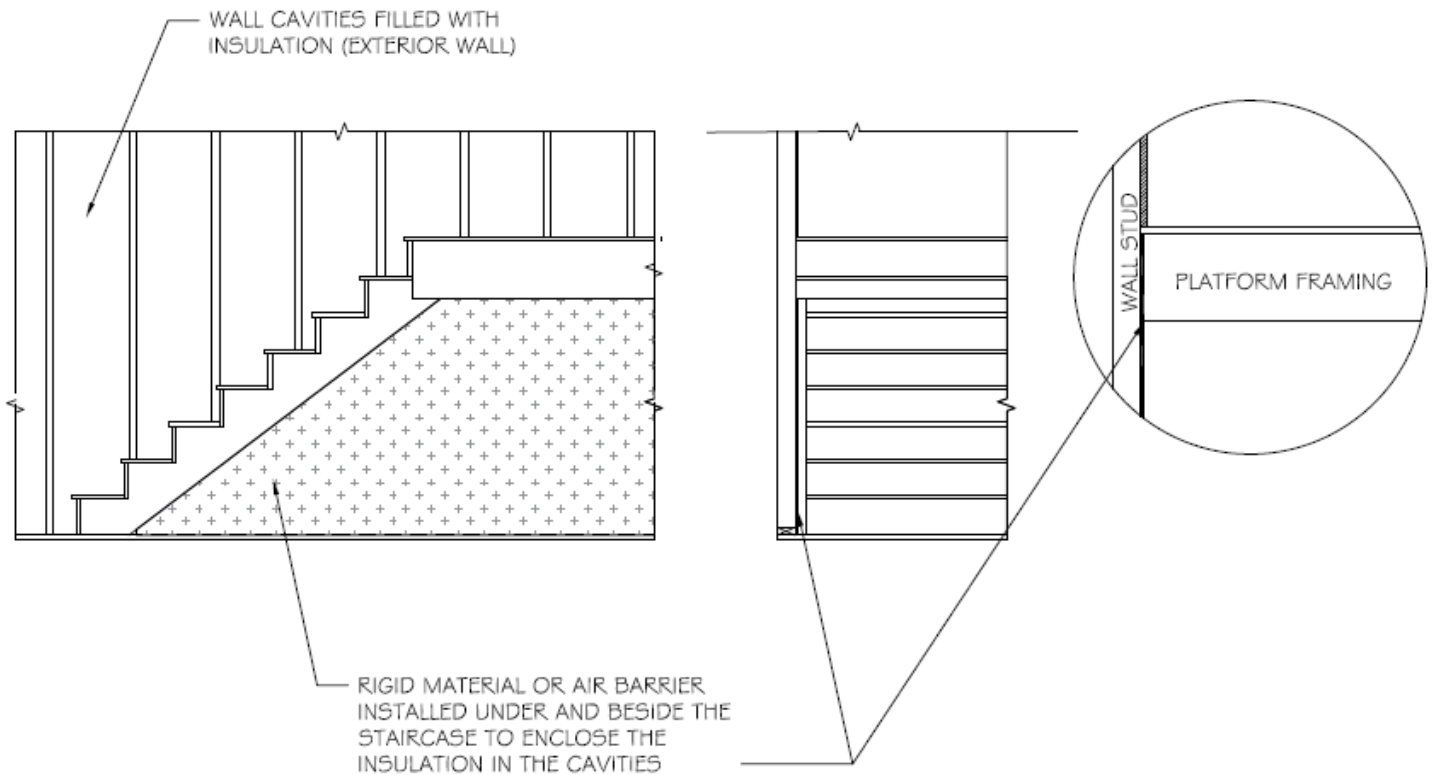 WALL CAVITIES FILLED WITH
INSULATION (EXTERIOR WALL)
WALL STUD
PLATFORM FRAMING
RIGID MATERIAL OR AIR BARRIER
INSTALLED UNDER AND BESIDE THE
STAIRCASE TO ENCLOSE THE
INSULATION IN THE CAVITIES